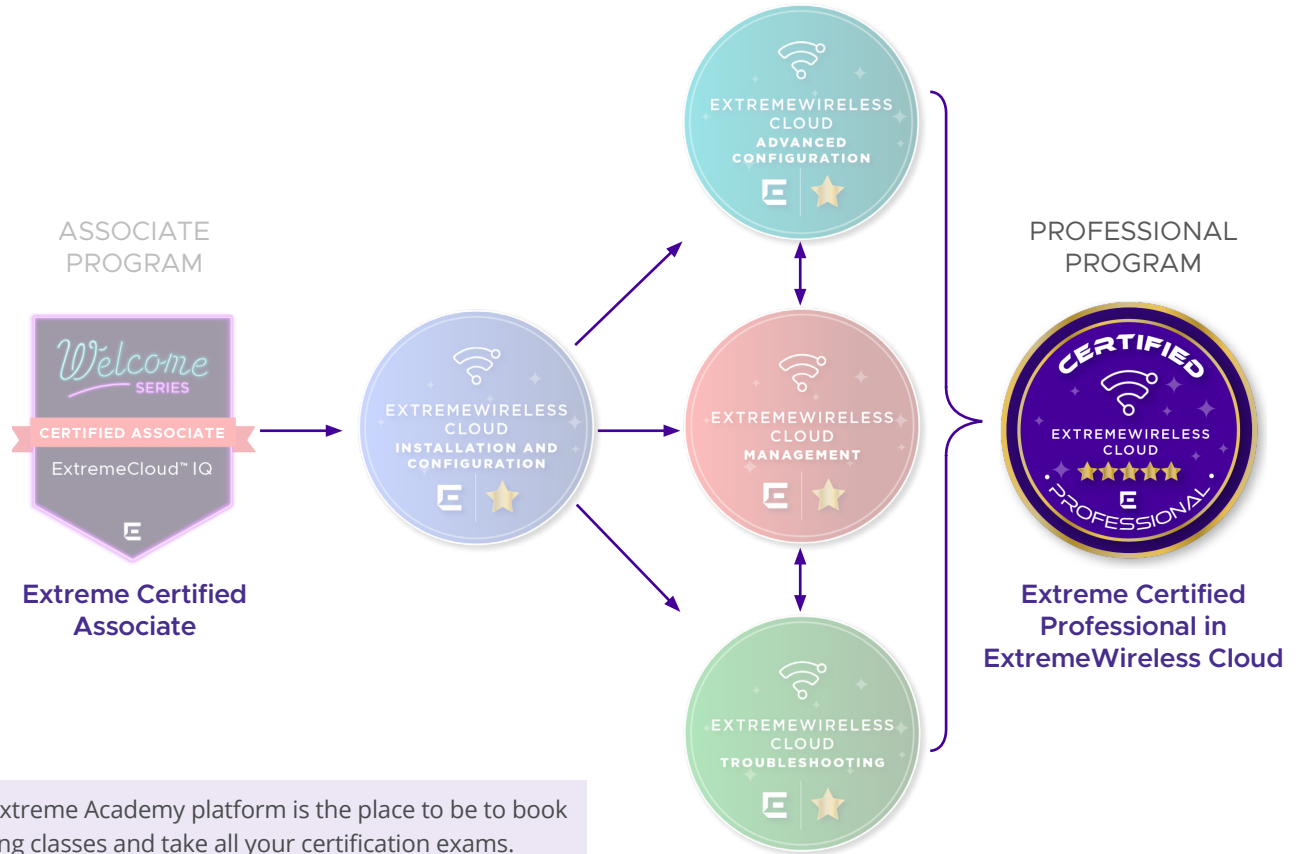 ASSOCIATE
PROGRAM
Welcome
SERIES
CERTIFIED ASSOCIATE
ExtremeCloud™ IQ
E
Extreme Certified
Associate
EXTREMEWIRELESS
CLOUD
INSTALLATION AND
CONFIGURATION
E
EXTREMEWIRELESS
CLOUD
ADVANCED
CONFIGURATION
E
EXTREMEWIRELESS
CLOUD
MANAGEMENT
E
EXTREMEWIRELESS
CLOUD
TROUBLESHOOTING
E
PROFESSIONAL
PROGRAM
CERTIFIED
EXTREMEWIRELESS
CLOUD
E
PROFESSIONAL
Extreme Certified
Professional in
ExtremeWireless Cloud
xtreme Academy platform is the place to be to book
ng classes and take all your certification exams.